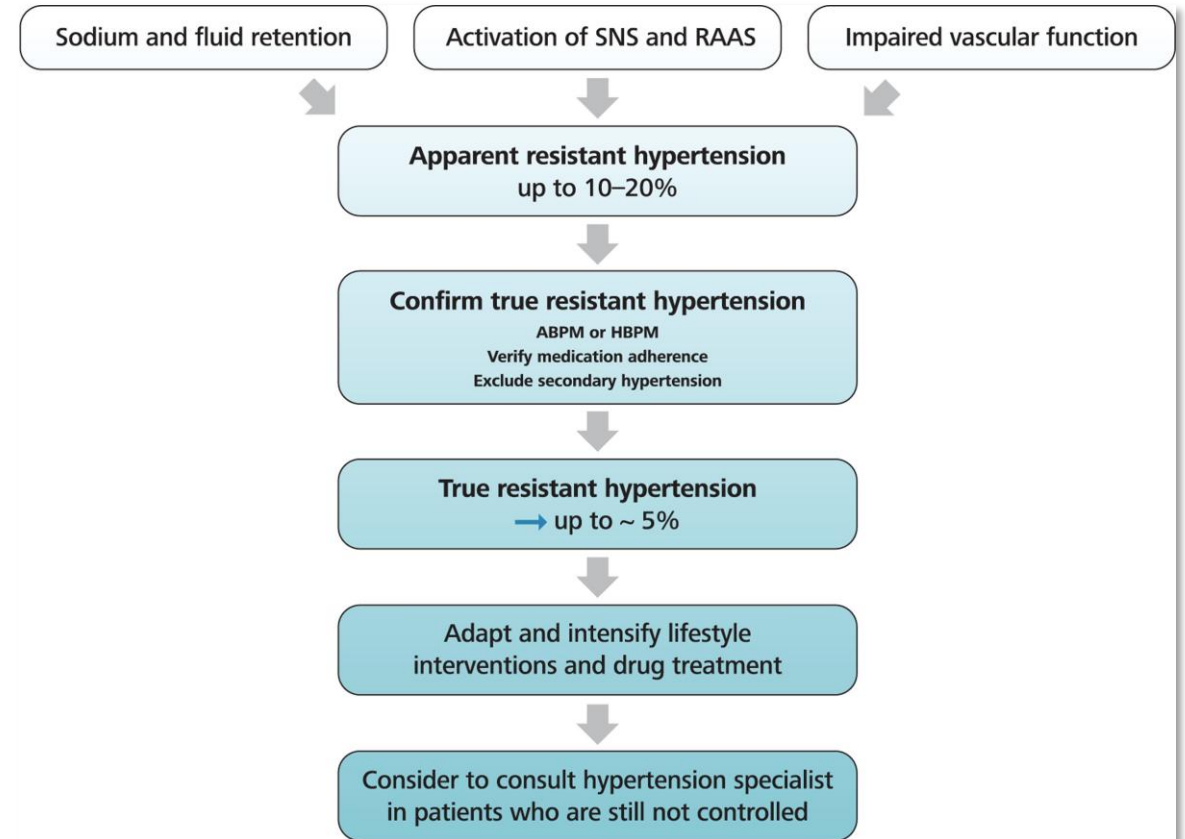 Sodium and fluid retention
Activation of SNS and RAAS
Impaired vascular function
Apparent resistant hypertension
up to 10–20%
Confirm true resistant hypertension
ABPM or HBPM
Verify medication adherence
Exclude secondary hypertension
True resistant hypertension
→ up to ~ 5%
Adapt and intensify lifestyle
interventions and drug treatment
Consider to consult hypertension specialist
in patients who are still not controlled